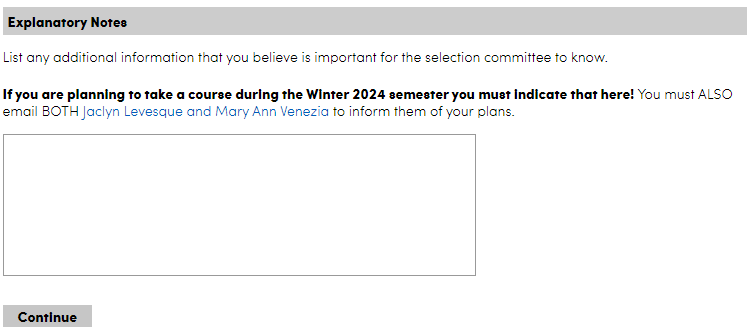 Explanatory Notes
List any additional information that you believe is important for the selection committee to know.
If you are planning to take a course during the Winter 2024 semester you must indicate that here! You must ALSO
email BOTH Jaclyn Levesque and Mary Ann Venezia to inform them of your plans.
Continue